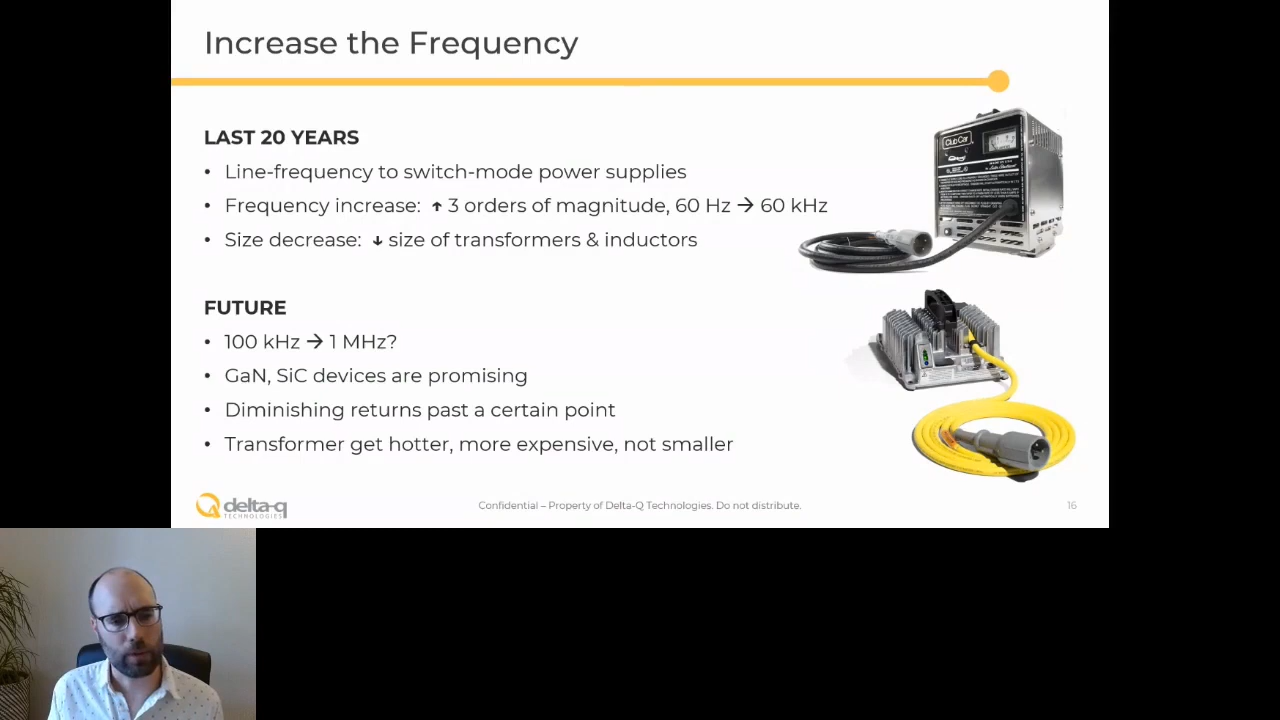 Increase the Frequency
LAST 20 YEARS
• Line-frequency to switch-mode power supplies
• Frequency increase: ↑ 3 orders of magnitude, 60 Hz → 60 kHz
• Size decrease: ↓ size of transformers & inductors
Club Car
FUTURE
• 100 kHz → 1 MHz?
• GaN, SiC devices are promising
• Diminishing returns past a certain point
• Transformer get hotter, more expensive, not smaller
delta-q
TECHNOLOGIES
Confidential – Property of Delta-Q Technologies. Do not distribute.
16